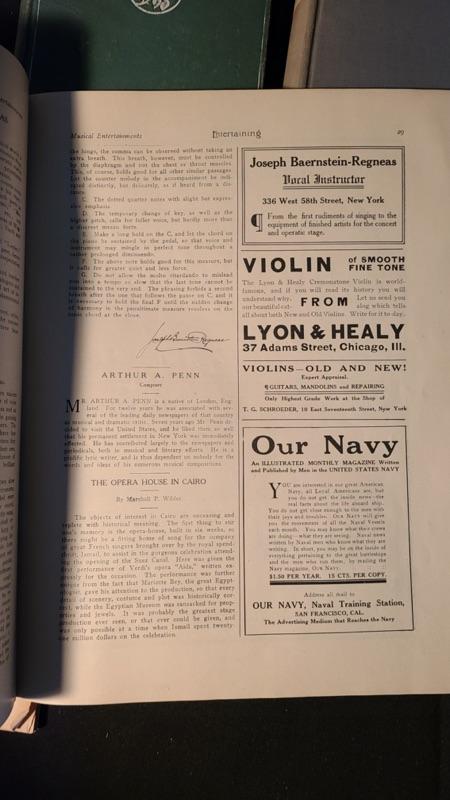 Musical Entertainments
Entertaining
29
the lungs, the comma can be observed without taking an
extra breath. This breath, however, must be controlled
by the diaphragm and not the chest or throat muscles.
This, of course, holds good for all other similar passages
Let the counter melody in the accompaniment be indi-
cated distinctly, but delicately, as if heard from a dis-
tance.
C. The dotted quarter notes with slight but expres-
sive emphasis
D. The temporary change of key, as well as the
higher pitch, calls for fuller voice, but hardly more than
a discreet mezzo forte.
E. Make a long hold on the C, and let the chord on
the piano be sustained by the pedal, so that voice and
instrument may mingle in perfect tone throughout a
rather prolonged diminuendo.
F. The above note holds good for this measure, but
it calls for greater quiet and less force.
G. Do not allow the molto ritardando to mislead
you into a tempo so slow that the last tone cannot be
sustained to the very end. The phrasing forbids a second
breath after the one that follows the pause on C, and it
is necessary to hold the final F until the sudden change
of harmony in the penultimate measure resolves on the
tonic chord at the close.
ARTHUR A. PENN
Composer
MR. ARTHUR A. PENN is a native of London, Eng-
land. For twelve years he was associated with sev-
eral of the leading daily newspapers of that country
as musical and dramatic critic. Seven years ago Mr. Penn de-
cided to visit the United States, and he liked them so well
that his permanent settlement in New York was immediately
effected. He has contributed largely to the newspapers and
periodicals, both in musical and literary efforts. He is a
prolific lyric writer, and is thus dependent on nobody for the
words and ideas of his numerous musical compositions.
THE OPERA HOUSE IN CAIRO
By Marshall P. Wilder.
The objects of interest in Cairo are unceasing and
replete with historical meaning. The first thing to stir
one's memory is the opera-house, built in six weeks, so
there might be a fitting home of song for the company
of great French singers brought over by the royal spend-
thrift, Ismail, to assist in the gorgeous celebration attend-
ing the opening of the Suez Canal. Here was given the
first performance of Verdi's opera "Aida," written ex-
pressly for the occasion. The performance was further
unique from the fact that Mariette Bey, the great Egypt-
ologist, gave his attention to the production, so that every
detail of scenery, costume and plot was historically cor-
rect, while the Egyptian Museum was ransacked for prop-
erties and jewels. It was probably the greatest stage
production ever seen, or that ever could be given, and
was only possible at a time when Ismail spent twenty-
one million dollars on the celebration.
Joseph Baernstein-Regneas
Vocal Instructor
336 West 58th Street, New York
¶ From the first rudiments of singing to the
equipment of finished artists for the concert
and operatic stage.
VIOLIN of SMOOTH FINE TONE
The Lyon & Healy Cremonatone Violin is world-
famous, and if you will read its history you will
understand why. FROM Let us send you
our beautiful cat- alog which tells
all about both New and Old Violins. Write for it to-day.
LYON & HEALY
37 Adams Street, Chicago, Ill.
VIOLINS—OLD AND NEW!
Expert Appraisal.
¶ GUITARS, MANDOLINS and REPAIRING
Only Highest Grade Work at the Shop of
T. G. SCHROEDER, 10 East Seventeenth Street, New York
Our Navy
An ILLUSTRATED MONTHLY MAGAZINE Written
and Published by Men in the UNITED STATES NAVY
YOU are interested in our great American
Navy, all Loyal Americans are, but
you do not get the inside news—the
real facts about the life aboard ship.
You do not get close enough to the men with
their joys and troubles. OUR NAVY will give
you the movements of all the Naval Vessels
each month. You may know what their crews
are doing—what they are seeing. Naval news
written by Naval men who know what they are
writing. In short, you may be on the inside of
everything pertaining to the great battleships
and the men who run them, by reading the
Navy magazine, OUR NAVY.
$1.50 PER YEAR. 15 CTS. PER COPY.
Address all mail to
OUR NAVY, Naval Training Station,
SAN FRANCISCO, CAL.
The Advertising Medium that Reaches the Navy